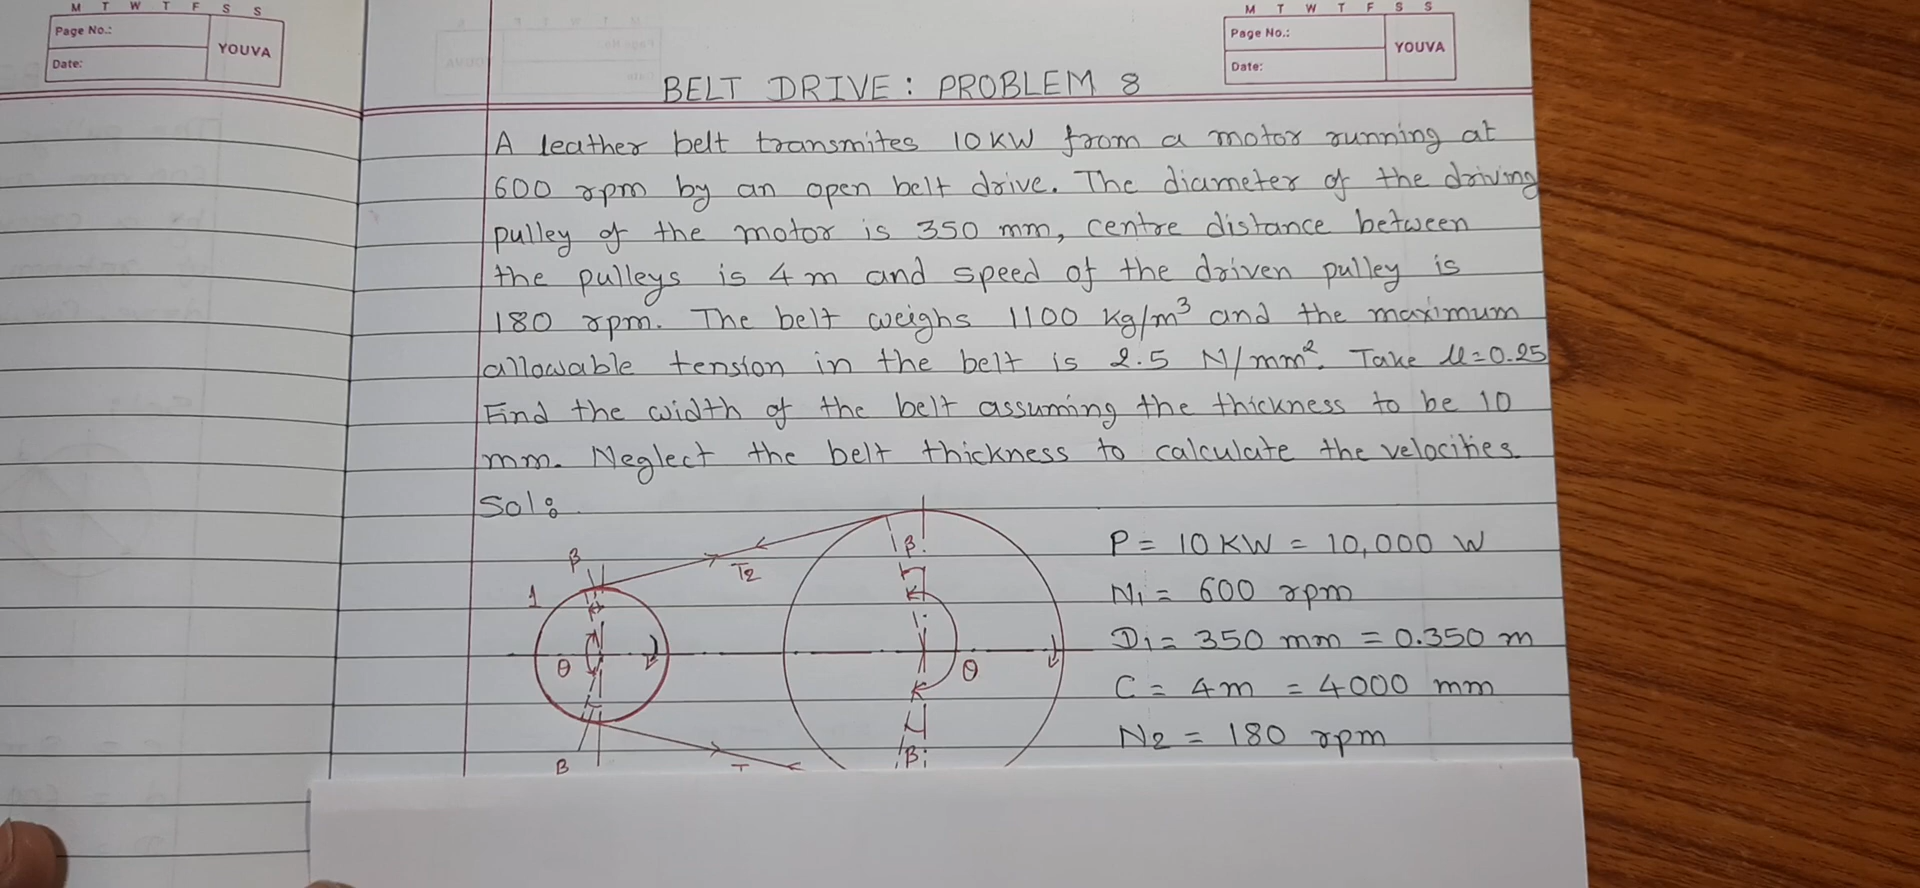 M T W T F S S
Page No.:
YOUVA
Date:
M T W T F S S
Page No.:
YOUVA
Date:
BELT DRIVE: PROBLEM 8
A leather belt transmites 10 KW from a motor running at
600 rpm by an open belt drive. The diameter of the driving
pulley of the motor is 350 mm, centre distance between
the pulleys is 4 m and speed of the driven pulley is
180 rpm. The belt weighs 1100 kg/m³ and the maximum
allowable tension in the belt is 2.5 N/mm². Take μ=0.25
Find the width of the belt assuming the thickness to be 10
mm. Neglect the belt thickness to calculate the velocities.
Sol:
β
1
T2
β
θ
θ
β
T
β
P = 10 KW = 10,000 W
N1 = 600 rpm
D1 = 350 mm = 0.350 m
C = 4m = 4000 mm
N2 = 180 rpm